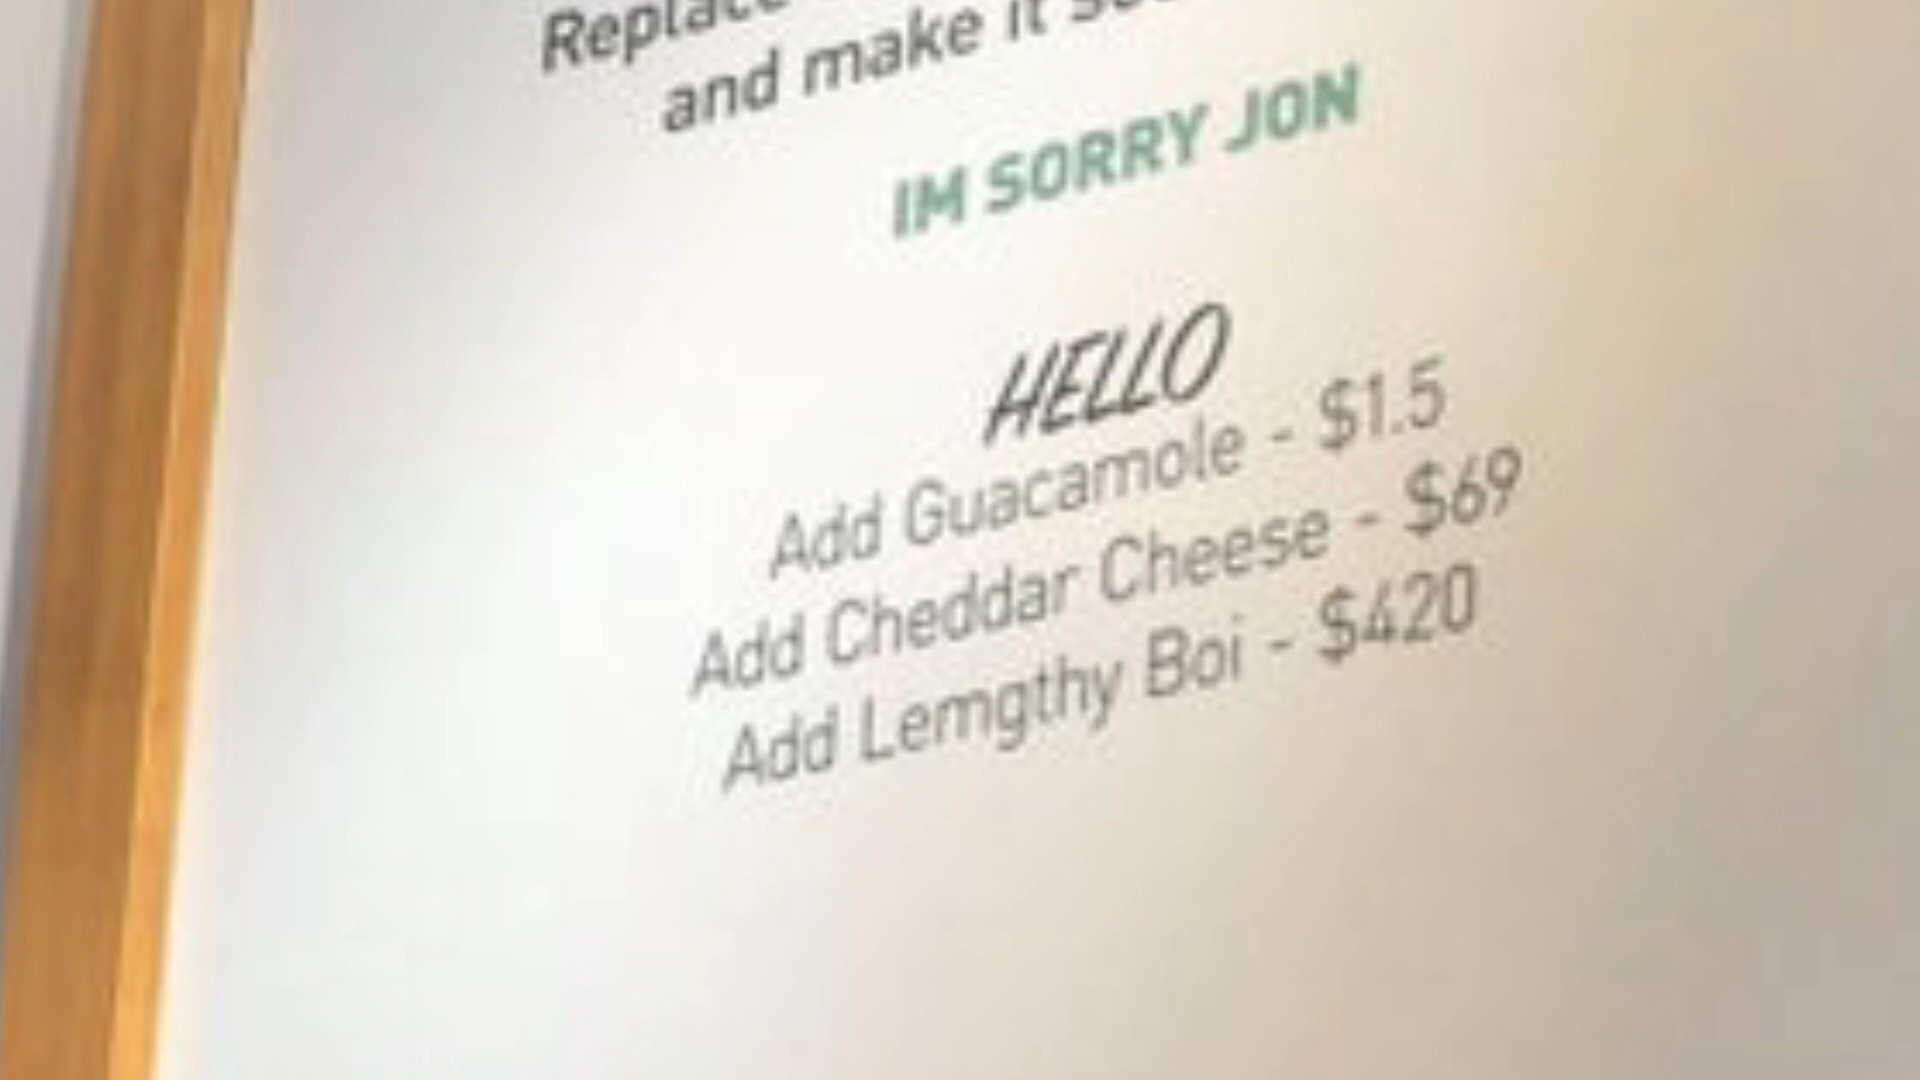 Replace
and make it
IM SORRY JON
HELLO
Add Guacamole - $1.5
Add Cheddar Cheese - $69
Add Lemgthy Boi - $420